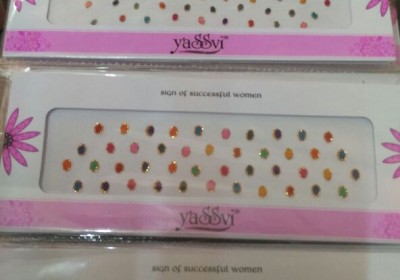 yaSSvi
sign of successful women
yaSSvi
sign of successful women